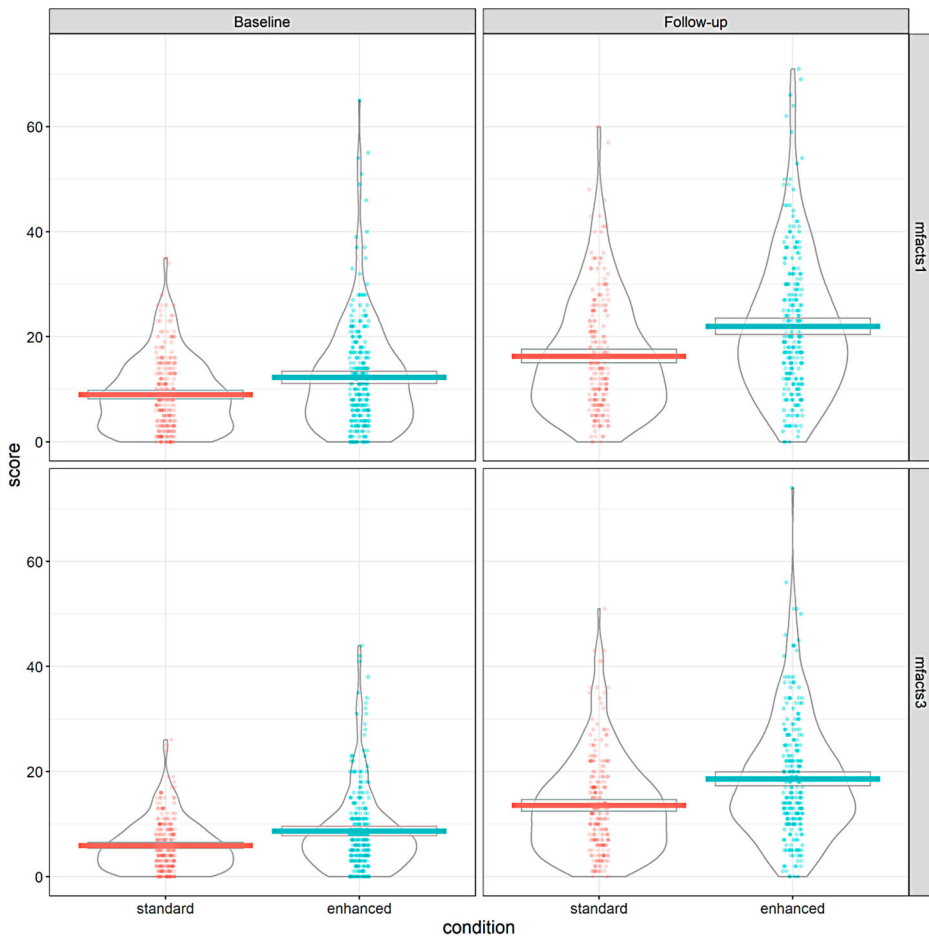 Baseline
Follow-up
60
40
20
0
mfacts1
score
60
40
20
0
mfacts3
standard
enhanced
standard
enhanced
condition